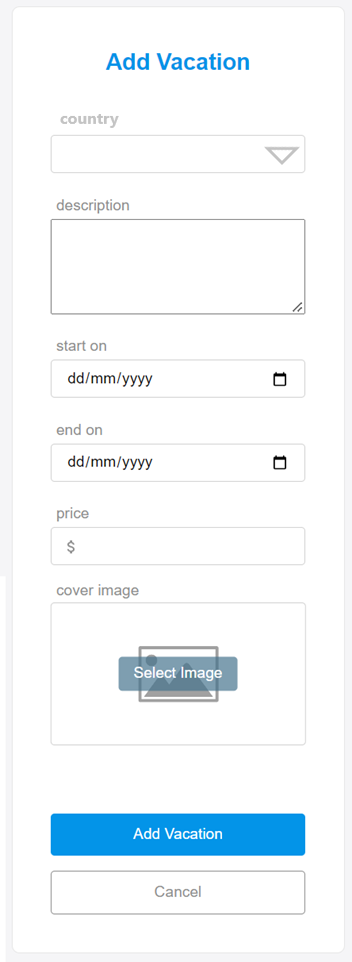 Add Vacation
country
description
start on
dd/mm/yyyy
end on
dd/mm/yyyy
price
$
cover image
Select Image
Add Vacation
Cancel